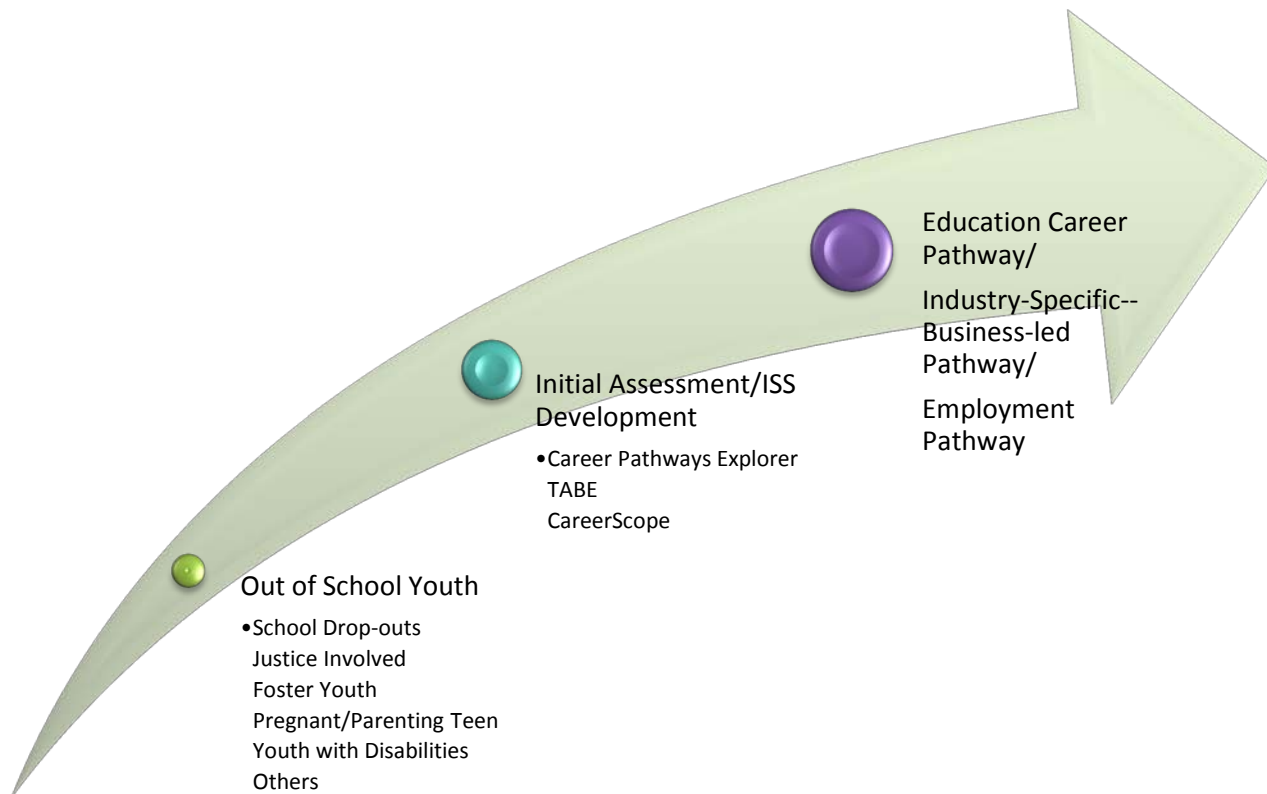 Out of School Youth
•School Drop-outs
Justice Involved
Foster Youth
Pregnant/Parenting Teen
Youth with Disabilities
Others
Initial Assessment/ISS
Development
•Career Pathways Explorer
TABE
CareerScope
Education Career
Pathway/
Industry-Specific--
Business-led
Pathway/
Employment
Pathway